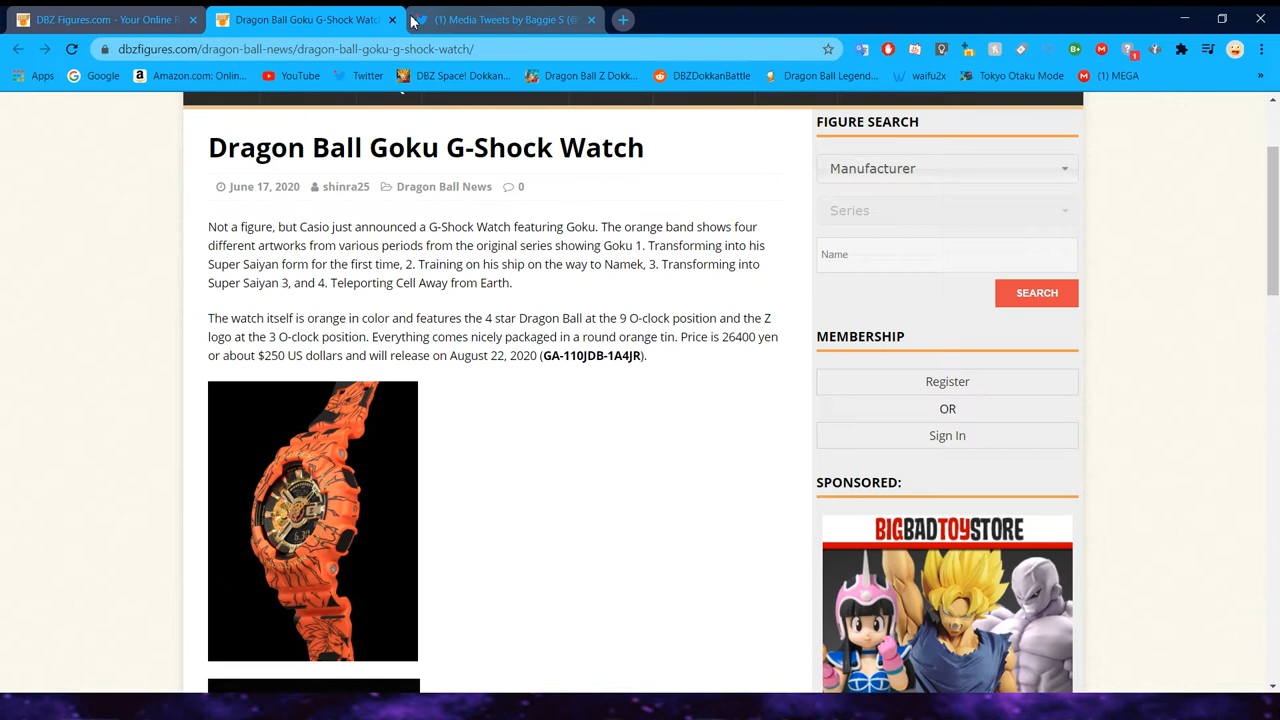 DBZ Figures.com - Your Online R
Dragon Ball Goku G-Shock Watch
(1) Media Tweets by Baggie S (@
dbzfigures.com/dragon-ball-news/dragon-ball-goku-g-shock-watch/
Apps Google Amazon.com: Onlin... YouTube Twitter DBZ Space! Dokkan... Dragon Ball Z Dokk... DBZDokkanBattle Dragon Ball Legend... waifu2x Tokyo Otaku Mode (1) MEGA »
Dragon Ball Goku G-Shock Watch
June 17, 2020 shinra25 Dragon Ball News 0
Not a figure, but Casio just announced a G-Shock Watch featuring Goku. The orange band shows four
different artworks from various periods from the original series showing Goku 1. Transforming into his
Super Saiyan form for the first time, 2. Training on his ship on the way to Namek, 3. Transforming into
Super Saiyan 3, and 4. Teleporting Cell Away from Earth.
The watch itself is orange in color and features the 4 star Dragon Ball at the 9 O-clock position and the Z
logo at the 3 O-clock position. Everything comes nicely packaged in a round orange tin. Price is 26400 yen
or about $250 US dollars and will release on August 22, 2020 (GA-110JDB-1A4JR).
FIGURE SEARCH
Manufacturer
Series
Name
SEARCH
MEMBERSHIP
Register
OR
Sign In
SPONSORED:
BIGBADTOYSTORE